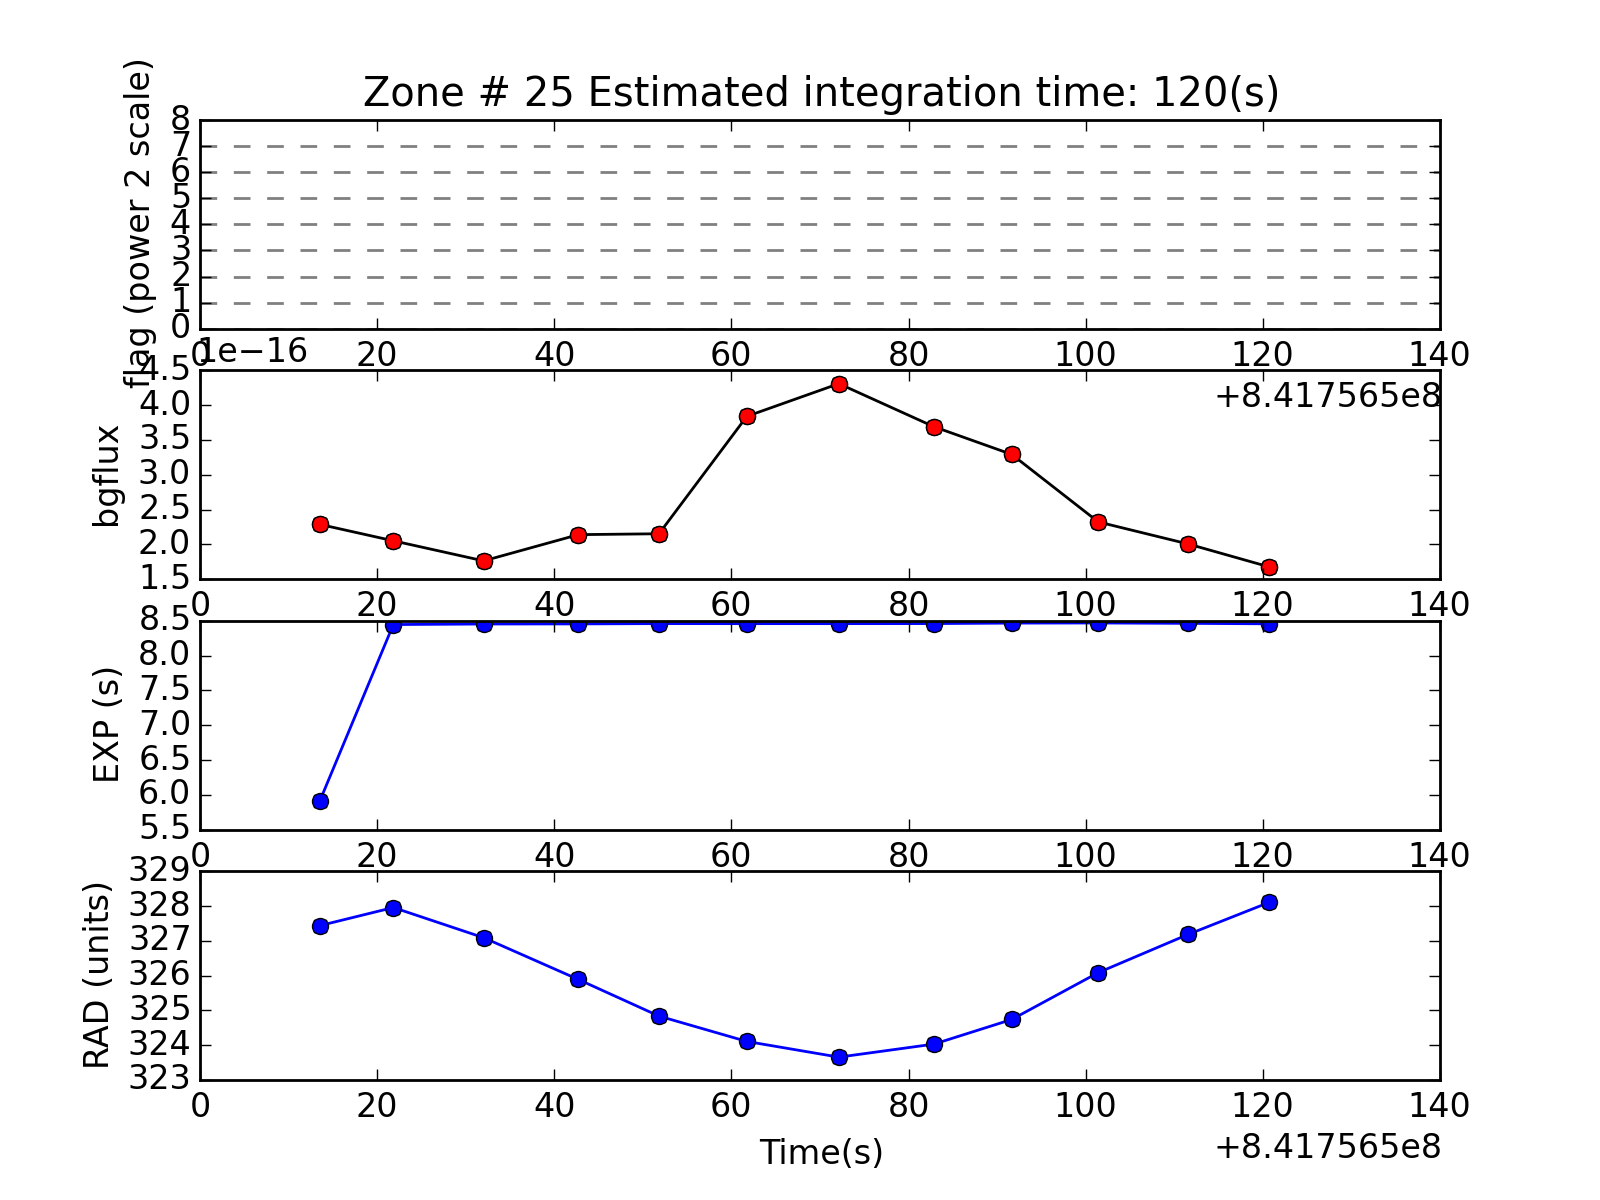 Zone # 25 Estimated integration time: 120(s)
flag (power 2 scale)
8
7
6
5
4
3
2
1
0
0 20 40 60 80 100 120 140
1e−16
+8.417565e8
bgflux
4.5
4.0
3.5
3.0
2.5
2.0
1.5
0 20 40 60 80 100 120 140
EXP (s)
8.5
8.0
7.5
7.0
6.5
6.0
5.5
0 20 40 60 80 100 120 140
RAD (units)
329
328
327
326
325
324
323
0 20 40 60 80 100 120 140
Time(s)
+8.417565e8